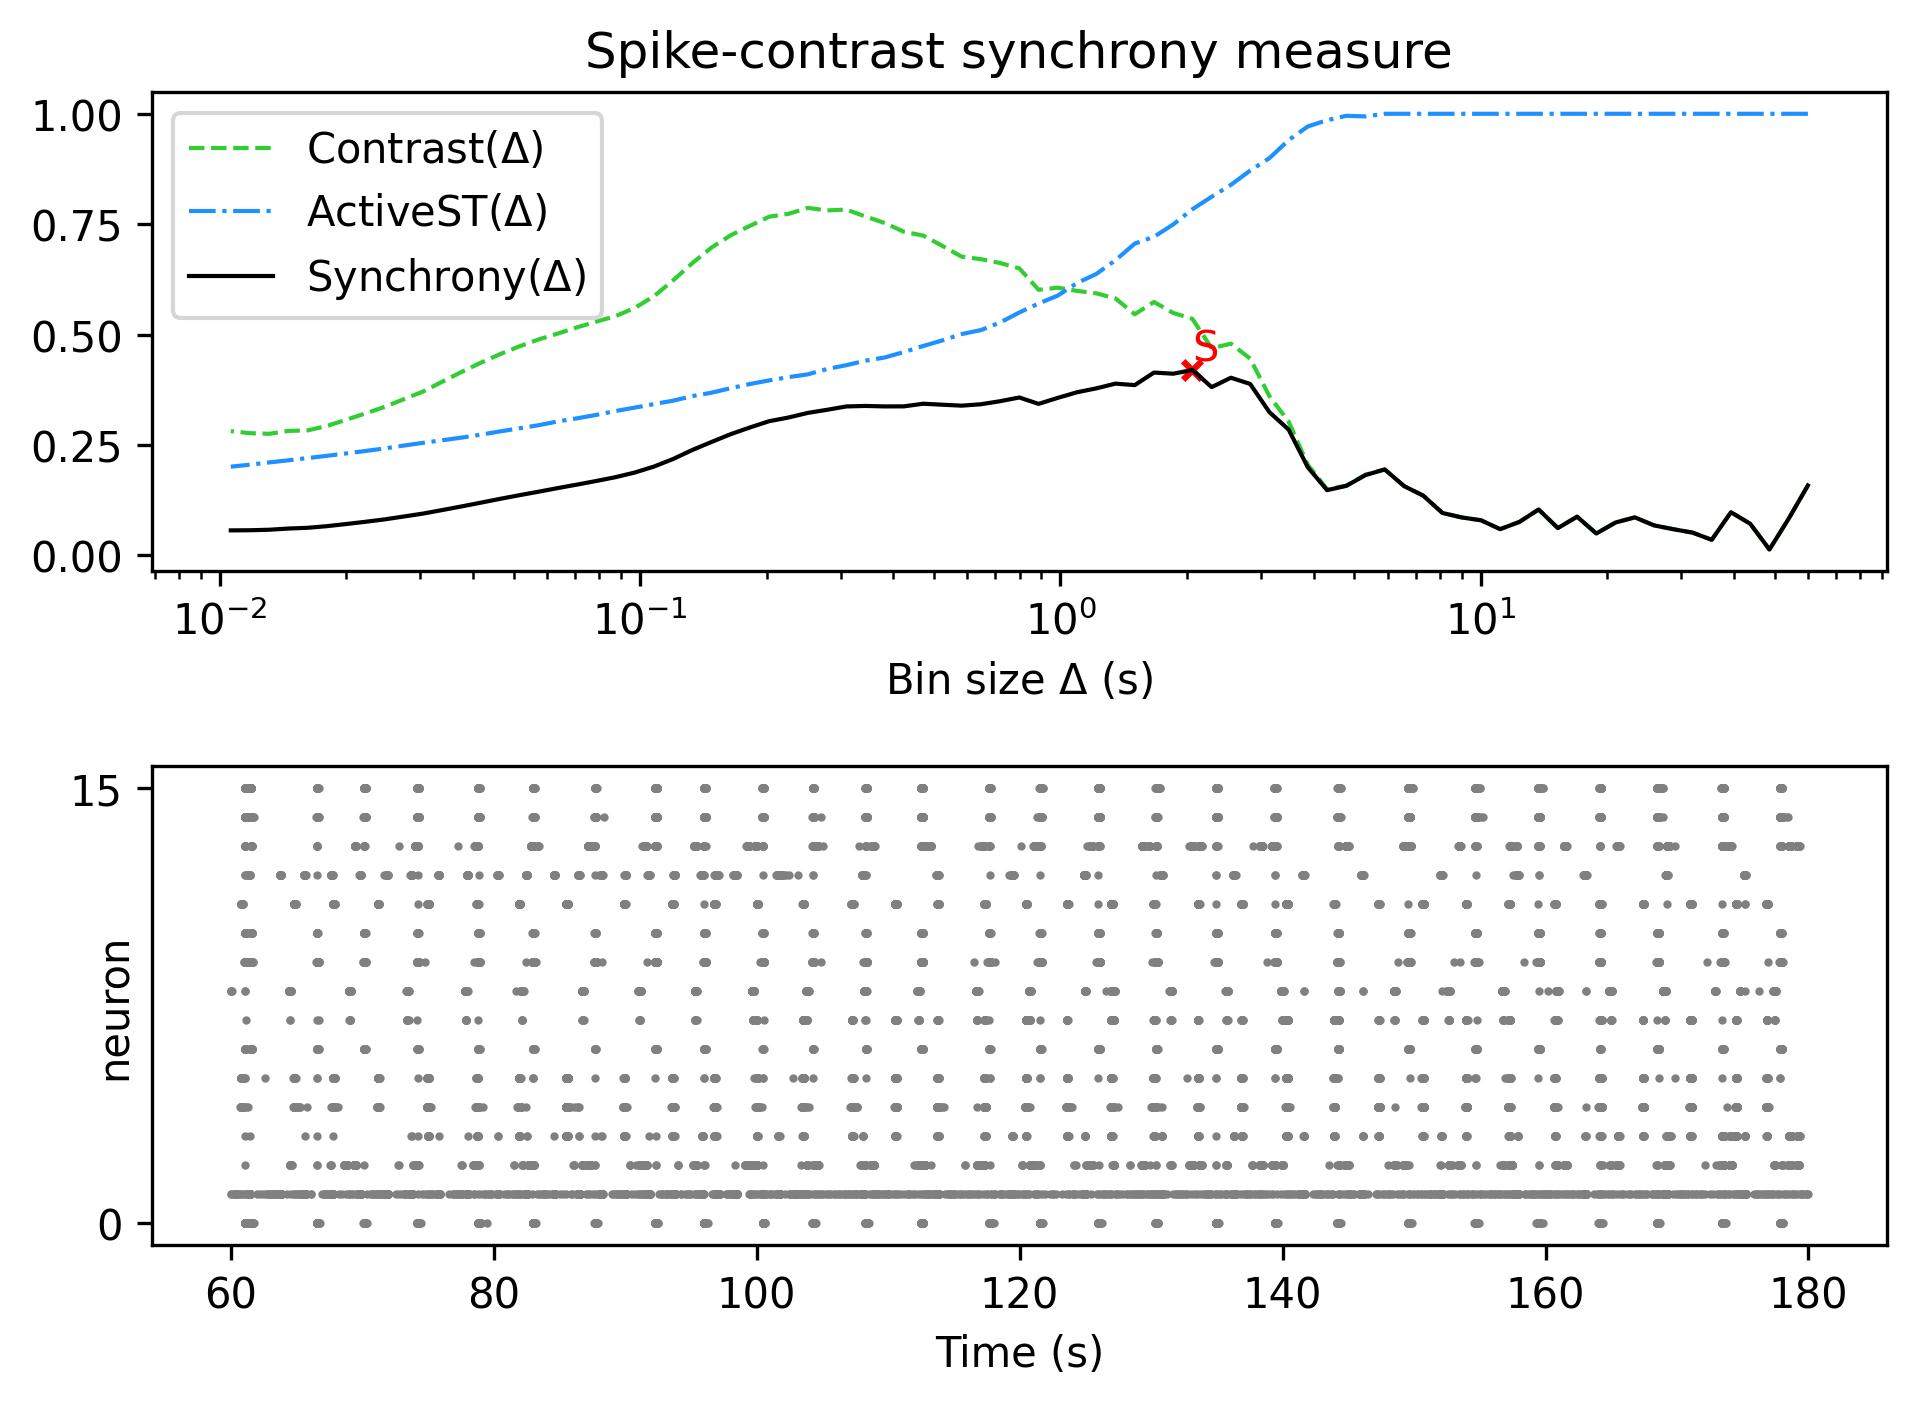 Spike-contrast synchrony measure
1.00
0.75
0.50
0.25
0.00
Contrast(Δ)
ActiveST(Δ)
Synchrony(Δ)
S
10⁻² 10⁻¹ 10⁰ 10¹
Bin size Δ (s)
15
0
neuron
60 80 100 120 140 160 180
Time (s)